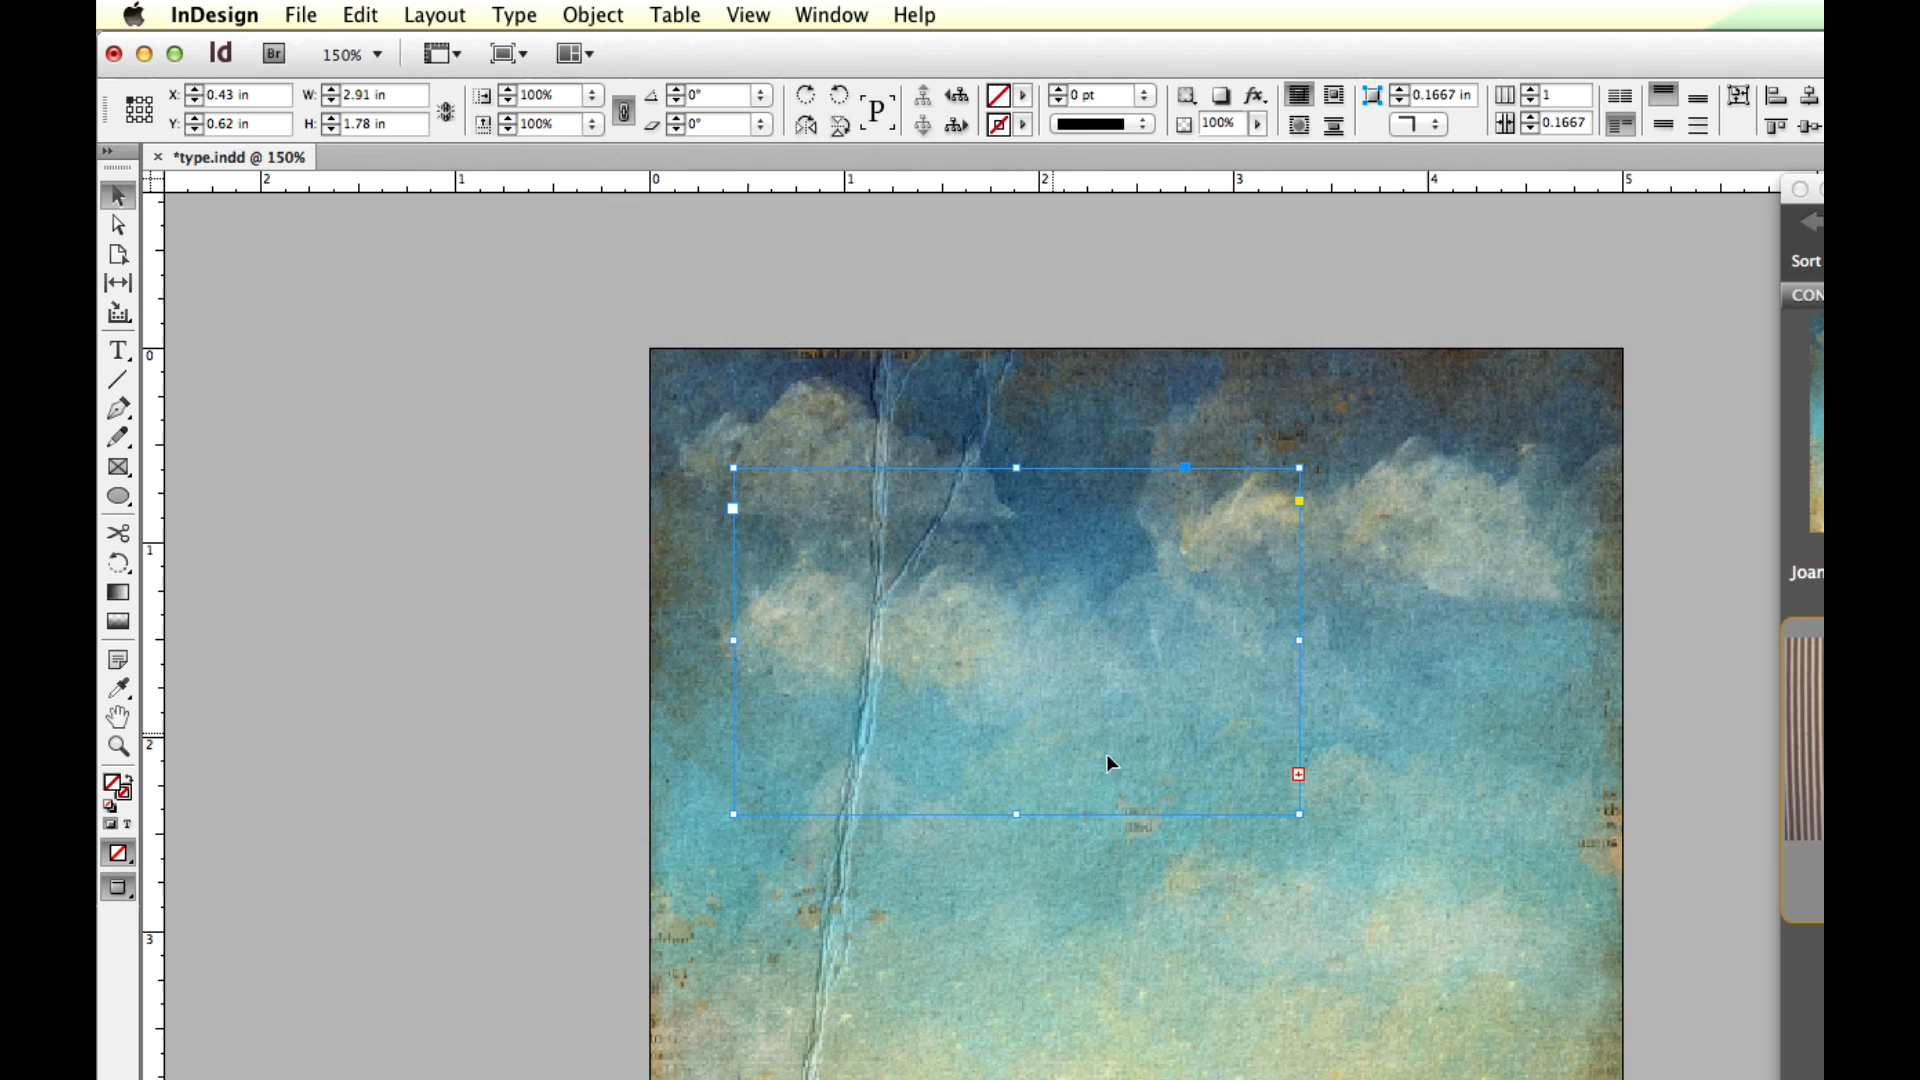 InDesign File Edit Layout Type Object Table View Window Help
Id Br 150%
X: 0.43 in W: 2.91 in 100% 0° P 0 pt fx. 0.1667 in 1
Y: 0.62 in H: 1.78 in 100% 0° 100% 0.1667
× *type.indd @ 150%
2 1 0 1 2 3 4 5
Sort
CON
0
T
1
Joan
2
T
3